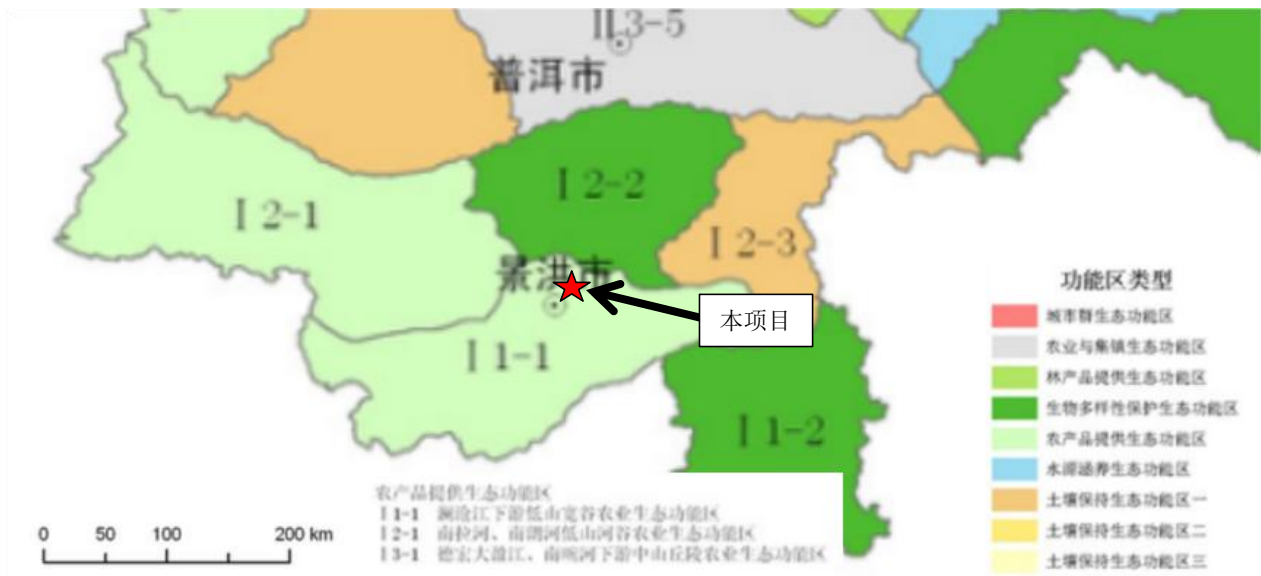 Ⅱ3-5
普洱市
Ⅰ2-2
Ⅰ2-1
Ⅰ2-3
景洪市
本项目
Ⅰ1-1
Ⅰ1-2
功能区类型
城市群生态功能区
农业与集镇生态功能区
林产品提供生态功能区
生物多样性保护生态功能区
农产品提供生态功能区
水源涵养生态功能区
土壤保持生态功能区一
土壤保持生态功能区二
土壤保持生态功能区三
农产品提供生态功能区
Ⅰ1-1 澜沧江下游低山宽谷农业生态功能区
Ⅰ2-1 南拉河、南朗河低山河谷农业生态功能区
Ⅰ3-1 德宏大盈江、南畹河下游中山丘陵农业生态功能区
0 50 100 200 km